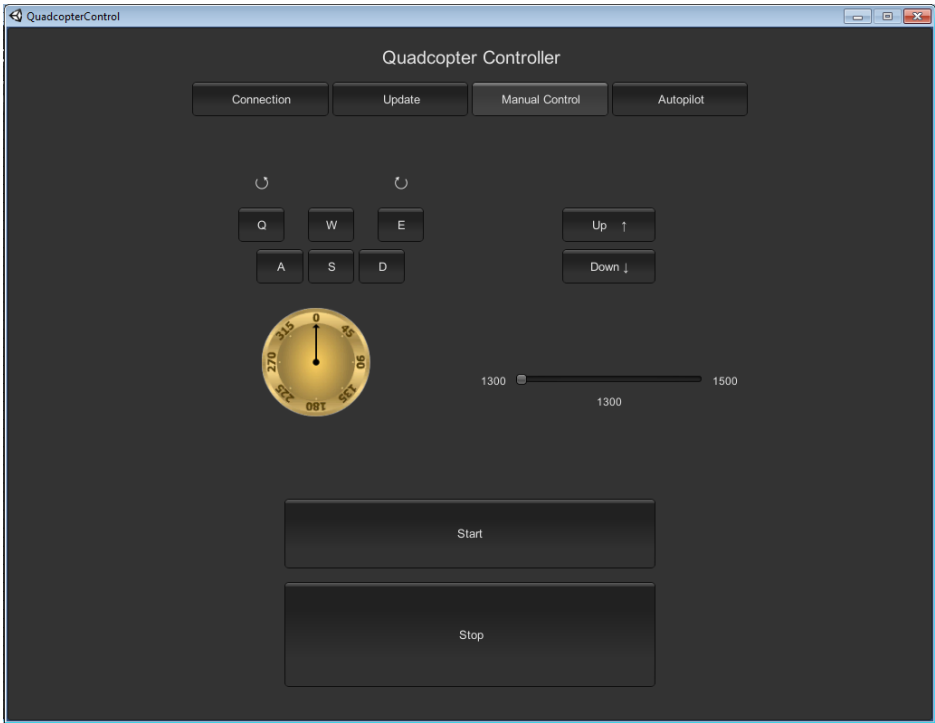 QuadcopterControl
Quadcopter Controller
Connection Update Manual Control Autopilot
Q W E
A S D
Up ↑
Down ↓
0
45
90
135
180
225
270
315
1300 1500
1300
Start
Stop